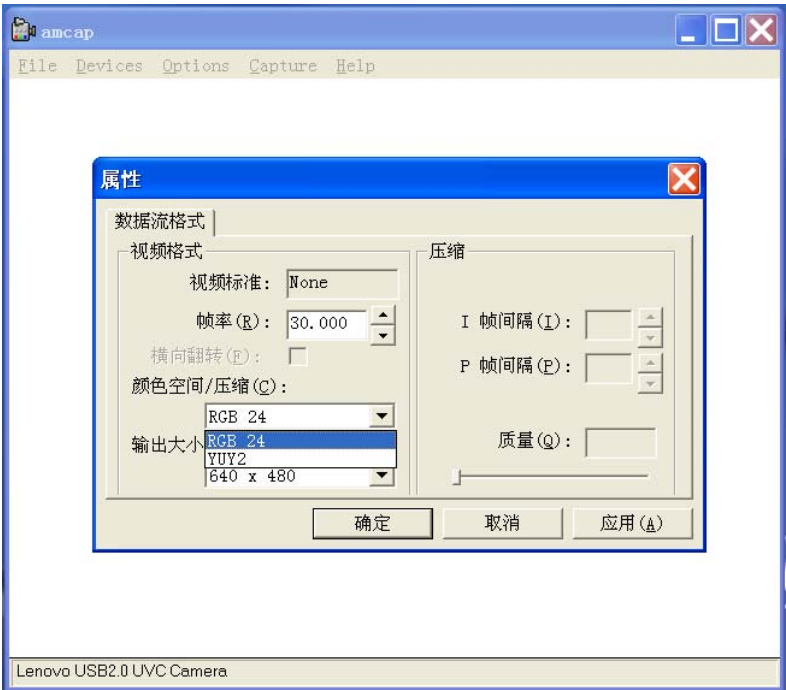 amcap
File Devices Options Capture Help
属性
数据流格式
视频格式
视频标准: None
帧率(R): 30.000
横向翻转(F):
颜色空间/压缩(C):
RGB 24
RGB 24
YUY2
输出大小
640 x 480
压缩
I 帧间隔(I):
P 帧间隔(P):
质量(Q):
确定 取消 应用(A)
Lenovo USB2.0 UVC Camera